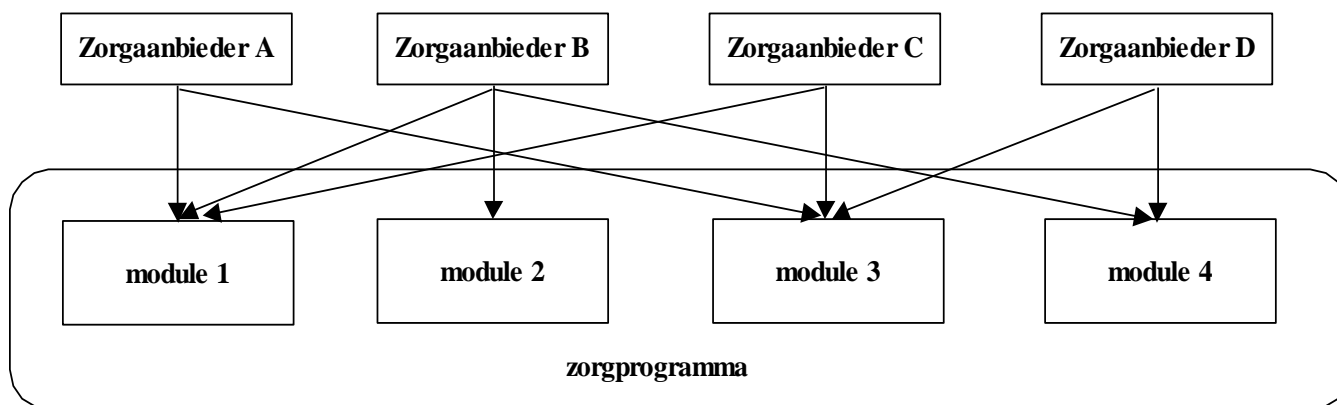 Zorgaanbieder A
Zorgaanbieder B
Zorgaanbieder C
Zorgaanbieder D
module 1
module 2
module 3
module 4
zorgprogramma